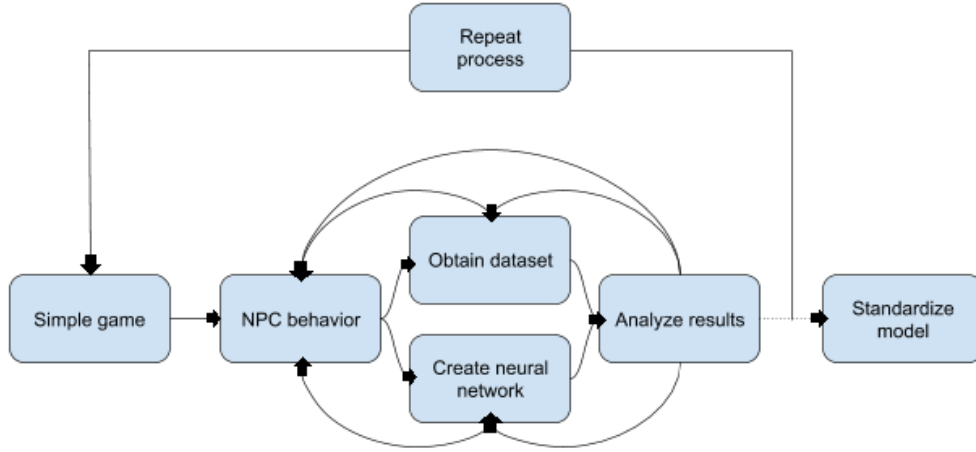 Repeat
process
Simple game
NPC behavior
Obtain dataset
Create neural
network
Analyze results
Standardize
model